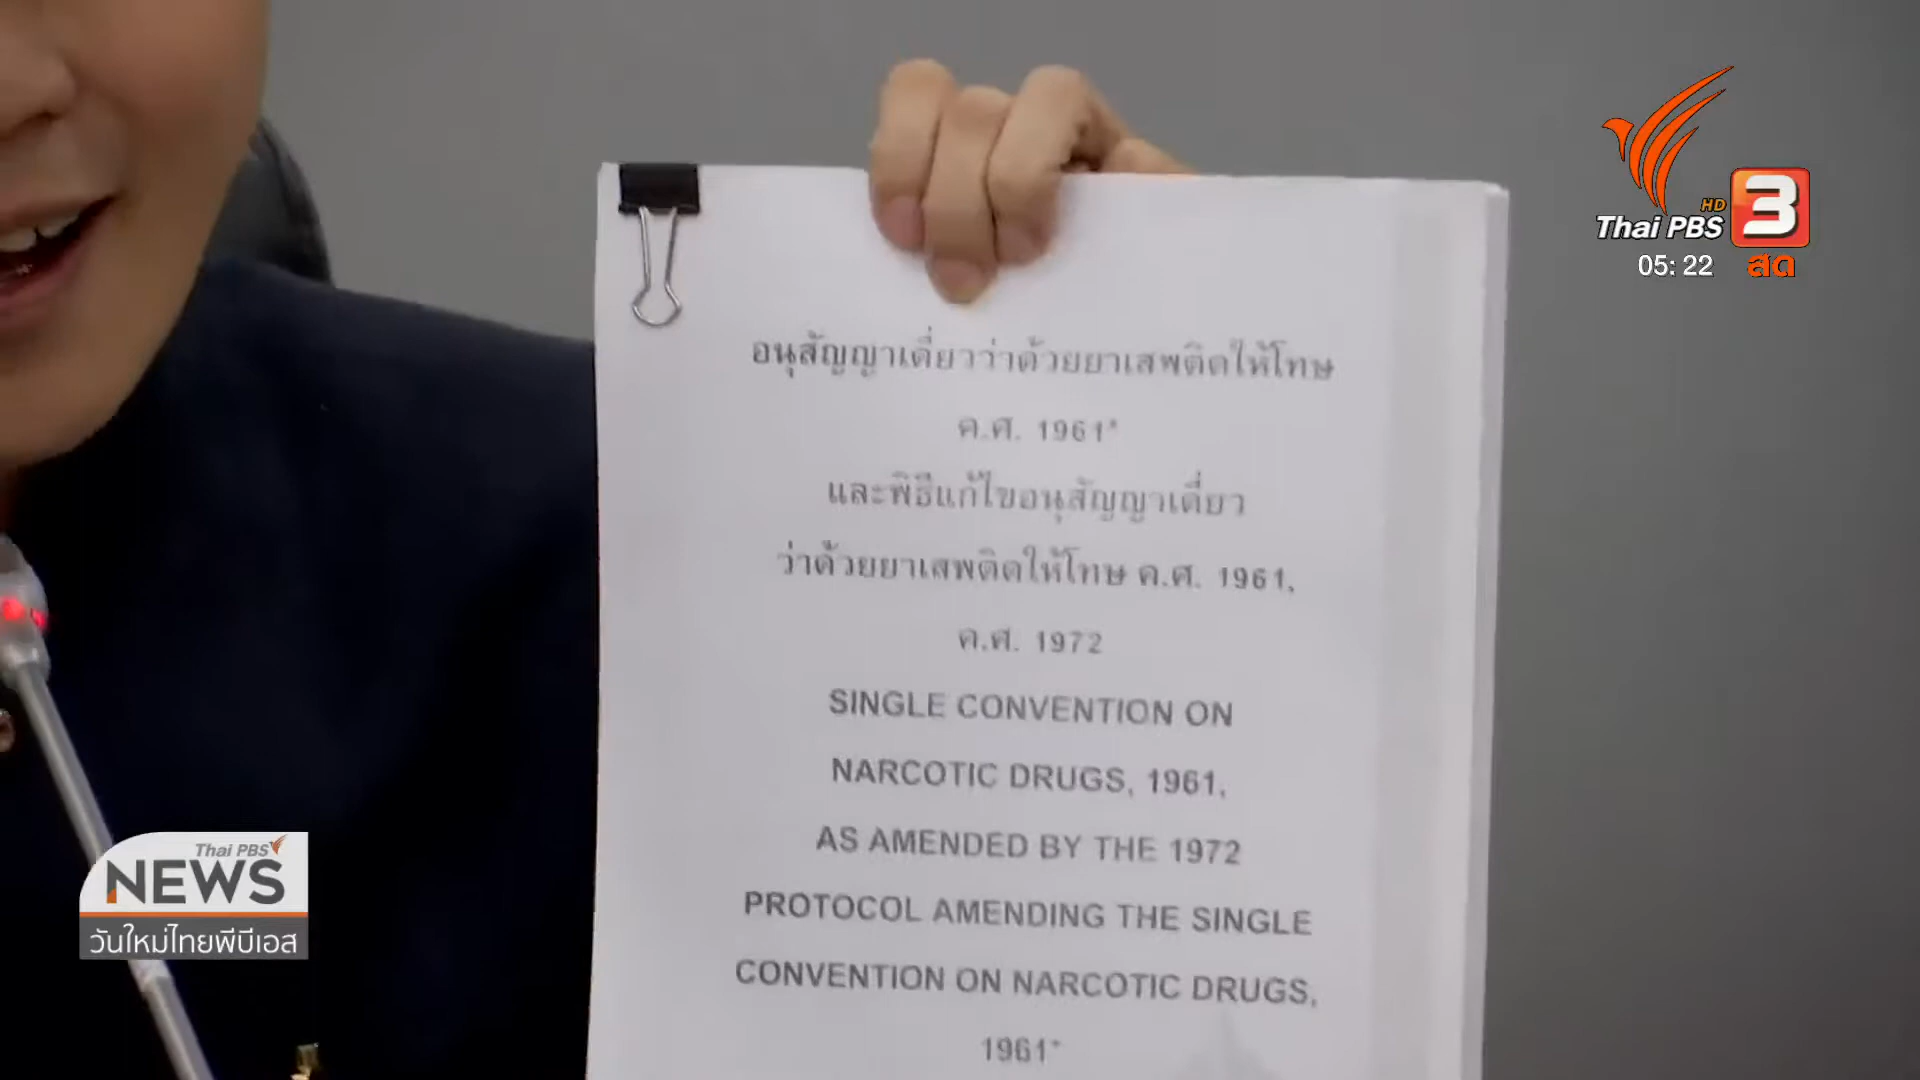 HD
Thai PBS 3
05: 22 สด
อนุสัญญาเดี่ยวว่าด้วยยาเสพติดให้โทษ
ค.ศ. 1961*
และพิธีแก้ไขอนุสัญญาเดี่ยว
ว่าด้วยยาเสพติดให้โทษ ค.ศ. 1961,
ค.ศ. 1972
SINGLE CONVENTION ON
NARCOTIC DRUGS, 1961,
AS AMENDED BY THE 1972
PROTOCOL AMENDING THE SINGLE
CONVENTION ON NARCOTIC DRUGS,
1961*
Thai PBS
NEWS
วันใหม่ไทยพีบีเอส